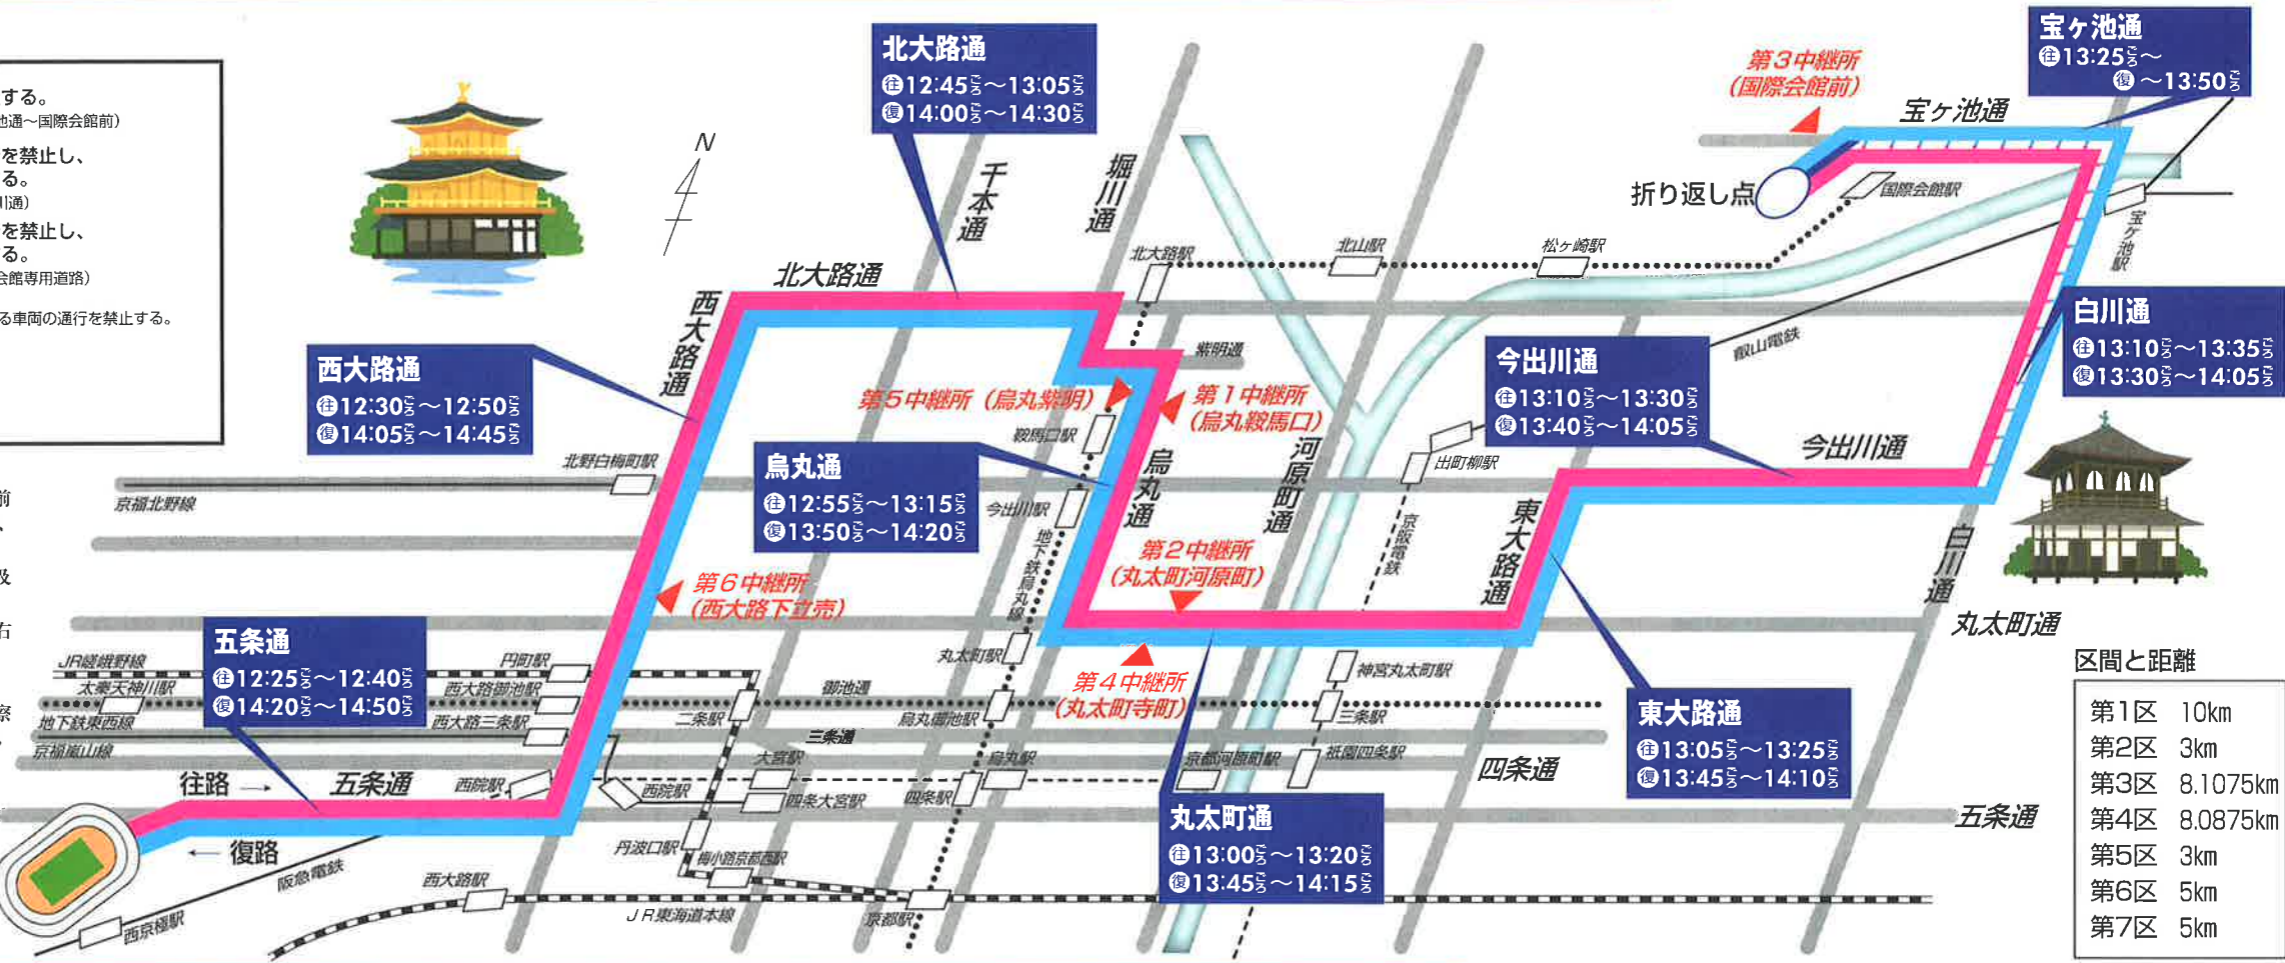 する。
池通～国際会館前)
を禁止し、
る。
川通)
を禁止し、
る。
会館専用道路)
る車両の通行を禁止する。
前
、
及
右
察
北大路通
往12:45ごろ～13:05ごろ
復14:00ごろ～14:30ごろ
宝ヶ池通
往13:25ごろ～
復～13:50ごろ
第3中継所
(国際会館前)
宝ヶ池通
N
千本通
堀川通
折り返し点
国際会館駅
宝ヶ池駅
北大路駅
北山駅
松ヶ崎駅
北大路通
西大路通
白川通
往13:10ごろ～13:35ごろ
復13:30ごろ～14:05ごろ
叡山電鉄
紫明通
西大路通
往12:30ごろ～12:50ごろ
復14:05ごろ～14:45ごろ
今出川通
往13:10ごろ～13:30ごろ
復13:40ごろ～14:05ごろ
第5中継所(烏丸紫明)
第1中継所
(烏丸鞍馬口)
鞍馬口駅
烏丸通
往12:55ごろ～13:15ごろ
復13:50ごろ～14:20ごろ
烏丸通
河原町通
今出川通
出町柳駅
北野白梅町駅
京福北野線
今出川駅
地下鉄烏丸線
京阪電鉄
東大路通
白川通
第2中継所
(丸太町河原町)
第6中継所
(西大路下立売)
丸太町通
五条通
往12:25ごろ～12:40ごろ
復14:20ごろ～14:50ごろ
JR嵯峨野線
円町駅
丸太町駅
神宮丸太町駅
太秦天神川駅
西大路御池駅
御池通
第4中継所
(丸太町寺町)
地下鉄東西線
西大路三条駅
二条駅
烏丸御池駅
三条駅
京福嵐山線
三条通
東大路通
往13:05ごろ～13:25ごろ
復13:45ごろ～14:10ごろ
大宮駅
烏丸駅
京都河原町駅
祇園四条駅
四条通
往路 →
五条通
西院駅
西院駅
四条大宮駅
四条駅
五条通
丸太町通
往13:00ごろ～13:20ごろ
復13:45ごろ～14:15ごろ
← 復路
丹波口駅
梅小路京都西駅
阪急電鉄
西大路駅
西京極駅
JR東海道本線
京都駅
区間と距離
第1区 10km
第2区 3km
第3区 8.1075km
第4区 8.0875km
第5区 3km
第6区 5km
第7区 5km